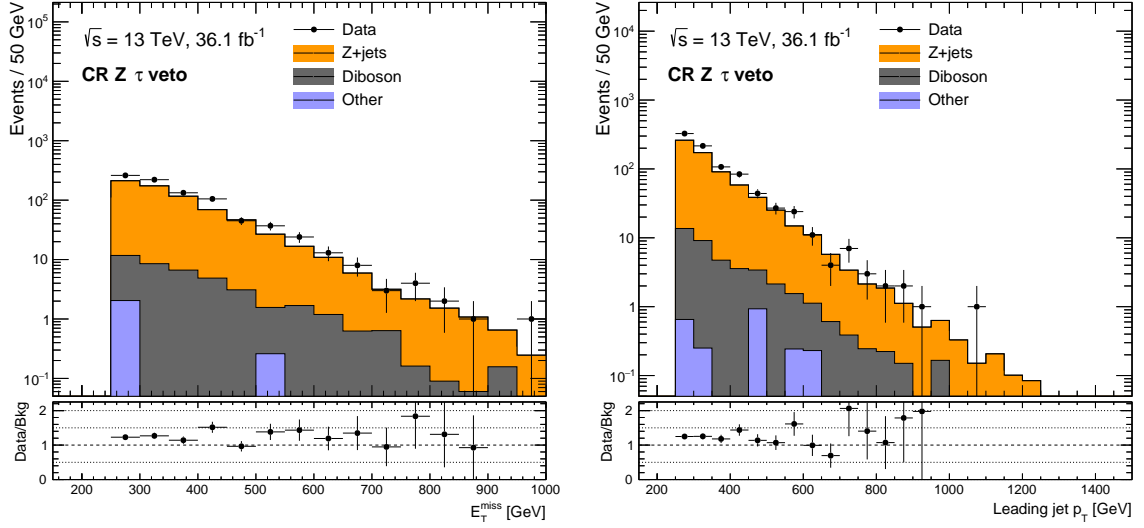 Events / 50 GeV
10⁵
10⁴
10³
10²
10
1
10⁻¹
√s = 13 TeV, 36.1 fb⁻¹
CR Z τ veto
Data
Z+jets
Diboson
Other
Data/Bkg
2
1
0
200 300 400 500 600 700 800 900 1000
E_T^miss [GeV]
Events / 50 GeV
10⁴
10³
10²
10
1
10⁻¹
√s = 13 TeV, 36.1 fb⁻¹
CR Z τ veto
Data
Z+jets
Diboson
Other
Data/Bkg
2
1
0
200 400 600 800 1000 1200 1400
Leading jet p_T [GeV]